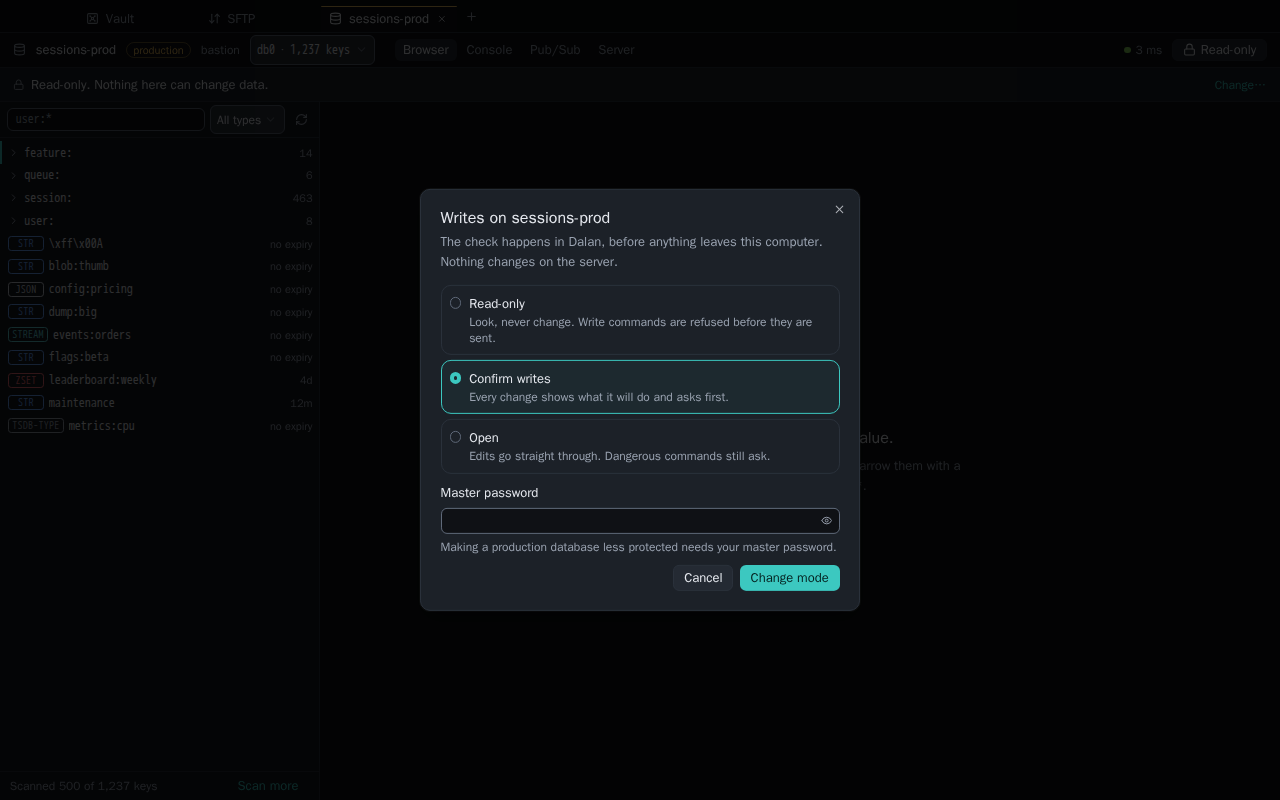 Vault
SFTP
sessions-prod
sessions-prod
production
bastion
db0 · 1,237 keys
Browser
Console
Pub/Sub
Server
3 ms
Read-only
Read-only. Nothing here can change data.
Change…
user:*
All types
feature: 14
queue: 6
session: 463
user: 8
STR \xff\x00A no expiry
STR blob:thumb no expiry
JSON config:pricing no expiry
STR dump:big no expiry
STREAM events:orders no expiry
STR flags:beta no expiry
ZSET leaderboard:weekly 4d
STR maintenance 12m
TSDB-TYPE metrics:cpu no expiry
Scanned 500 of 1,237 keys
Scan more
Writes on sessions-prod
The check happens in Dalan, before anything leaves this computer.
Nothing changes on the server.
Read-only
Look, never change. Write commands are refused before they are
sent.
Confirm writes
Every change shows what it will do and asks first.
Open
Edits go straight through. Dangerous commands still ask.
Master password
Making a production database less protected needs your master password.
Cancel
Change mode
alue.
arrow them with a